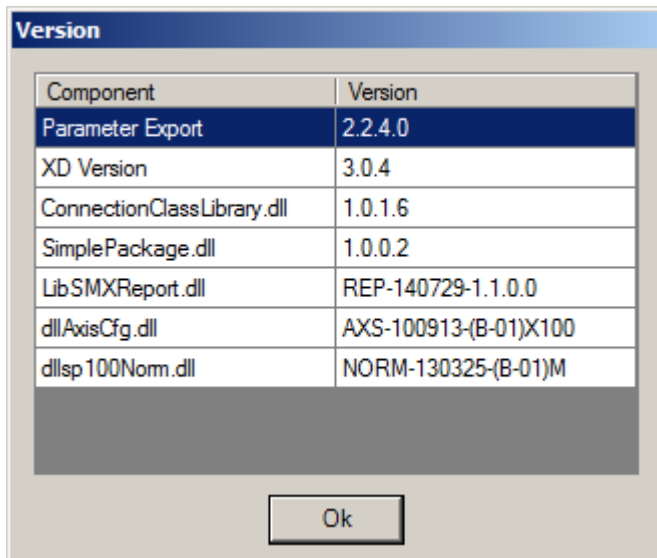 Version
Component Version
Parameter Export 2.2.4.0
XD Version 3.0.4
ConnectionClassLibrary.dll 1.0.1.6
SimplePackage.dll 1.0.0.2
LibSMXReport.dll REP-140729-1.1.0.0
dllAxisCfg.dll AXS-100913-(B-01)X100
dllsp100Norm.dll NORM-130325-(B-01)M
Ok